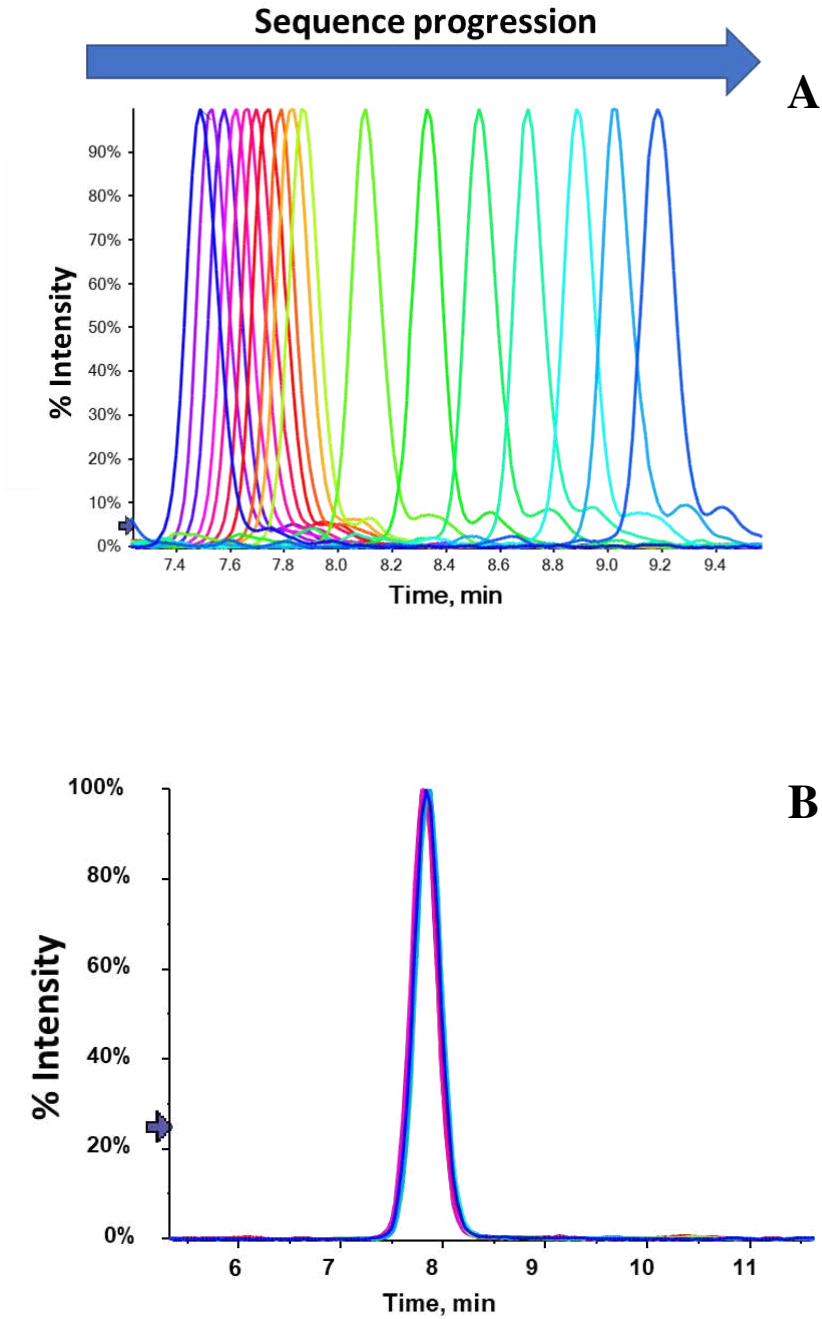 Sequence progression
A
90%
80%
70%
60%
50%
40%
30%
20%
10%
0%
% Intensity
7.4 7.6 7.8 8.0 8.2 8.4 8.6 8.8 9.0 9.2 9.4
Time, min
B
100%
80%
60%
40%
20%
0%
% Intensity
6 7 8 9 10 11
Time, min